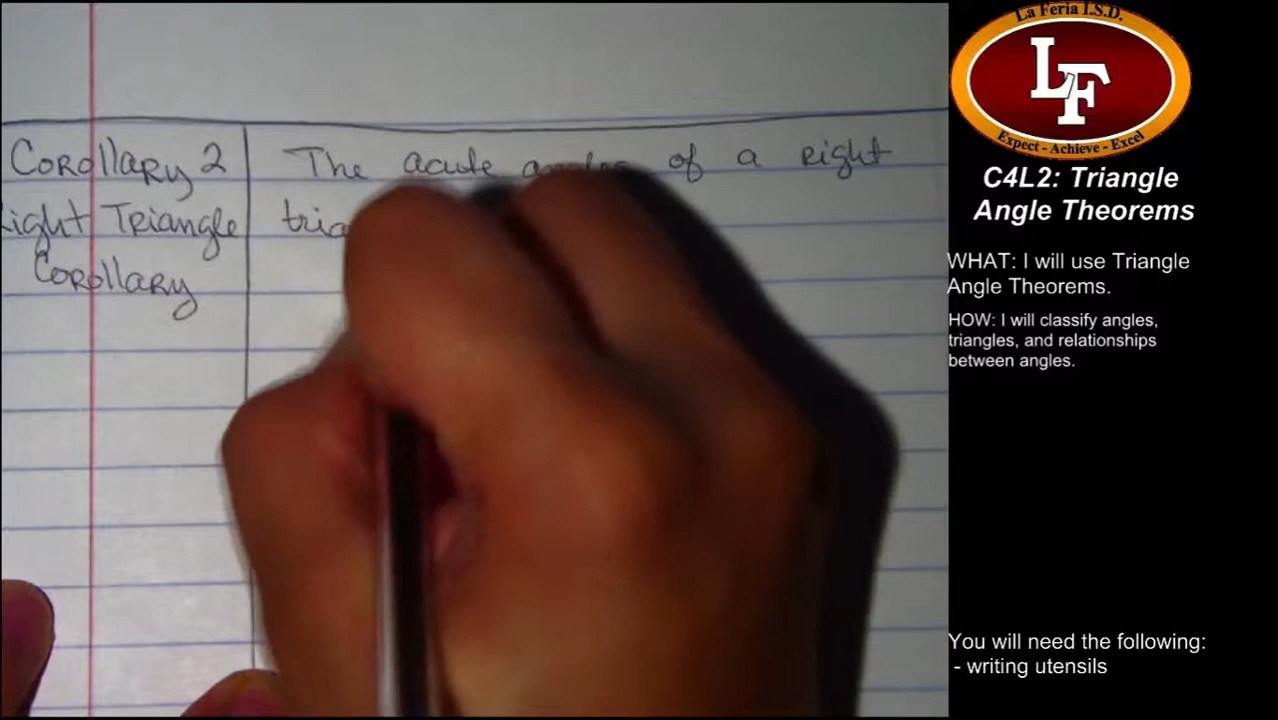 Corollary 2
Right Triangle
Corollary
The acute angles of a right
tria
La Feria I.S.D.
LF
Expect - Achieve - Excel
C4L2: Triangle
Angle Theorems
WHAT: I will use Triangle
Angle Theorems.
HOW: I will classify angles,
triangles, and relationships
between angles.
You will need the following:
- writing utensils